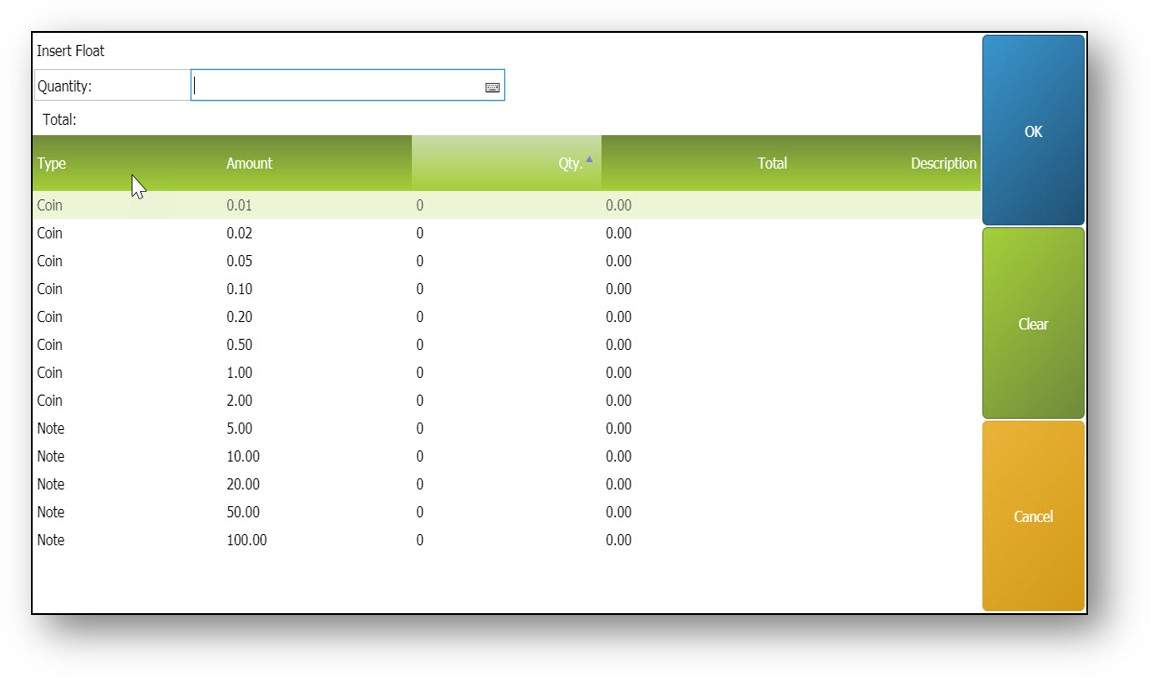 Insert Float
Quantity:
Total:
Type Amount Qty. Total Description
Coin 0.01 0 0.00
Coin 0.02 0 0.00
Coin 0.05 0 0.00
Coin 0.10 0 0.00
Coin 0.20 0 0.00
Coin 0.50 0 0.00
Coin 1.00 0 0.00
Coin 2.00 0 0.00
Note 5.00 0 0.00
Note 10.00 0 0.00
Note 20.00 0 0.00
Note 50.00 0 0.00
Note 100.00 0 0.00
OK
Clear
Cancel